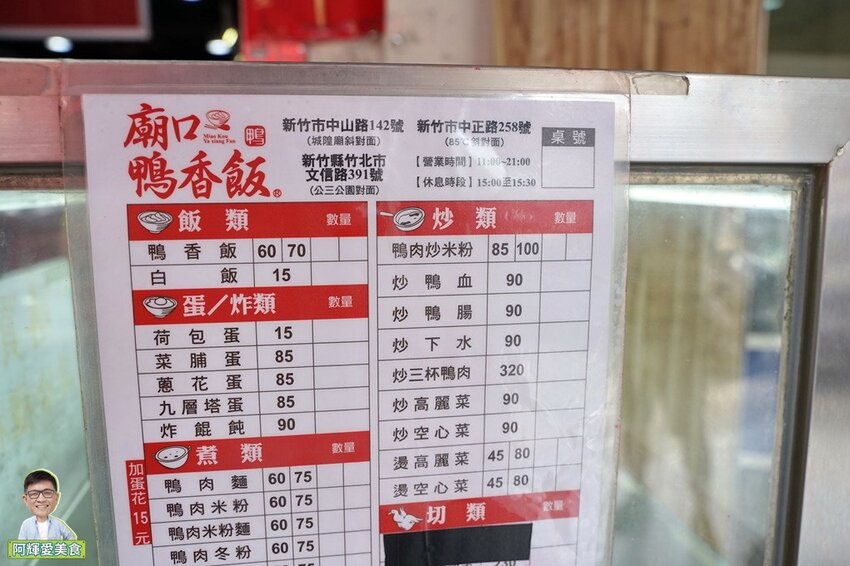 廟口
鴨香飯®
Miao Kou
Ya xiang Fan
鴨
新竹市中山路142號
(城隍廟斜對面)
新竹縣竹北市
文信路391號
(公三公園對面)
新竹市中正路258號
(85℃斜對面)
【營業時間】11:00~21:00
【休息時段】15:00至15:30
桌號
飯類 數量
鴨香飯 60 70
白飯 15
蛋/炸類 數量
荷包蛋 15
菜脯蛋 85
蔥花蛋 85
九層塔蛋 85
炸餛飩 90
煮類 數量
加蛋花15元
鴨肉麵 60 75
鴨肉米粉 60 75
鴨肉米粉麵 60 75
鴨肉冬粉 60 75
炒類 數量
鴨肉炒米粉 85 100
炒鴨血 90
炒鴨腸 90
炒下水 90
炒三杯鴨肉 320
炒高麗菜 90
炒空心菜 90
燙高麗菜 45 80
燙空心菜 45 80
切類 數量
230
阿輝愛美食